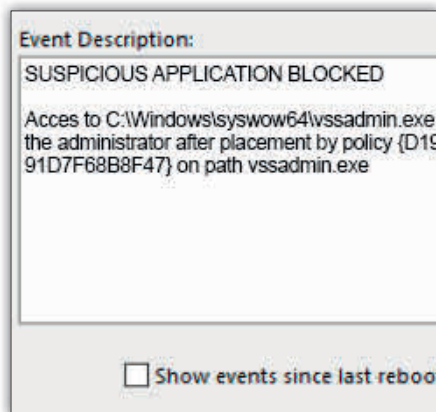 Event Description:
SUSPICIOUS APPLICATION BLOCKED
Acces to C:\Windows\syswow64\vssadmin.exe
the administrator after placement by policy {D19
91D7F68B8F47} on path vssadmin.exe
Show events since last reboo